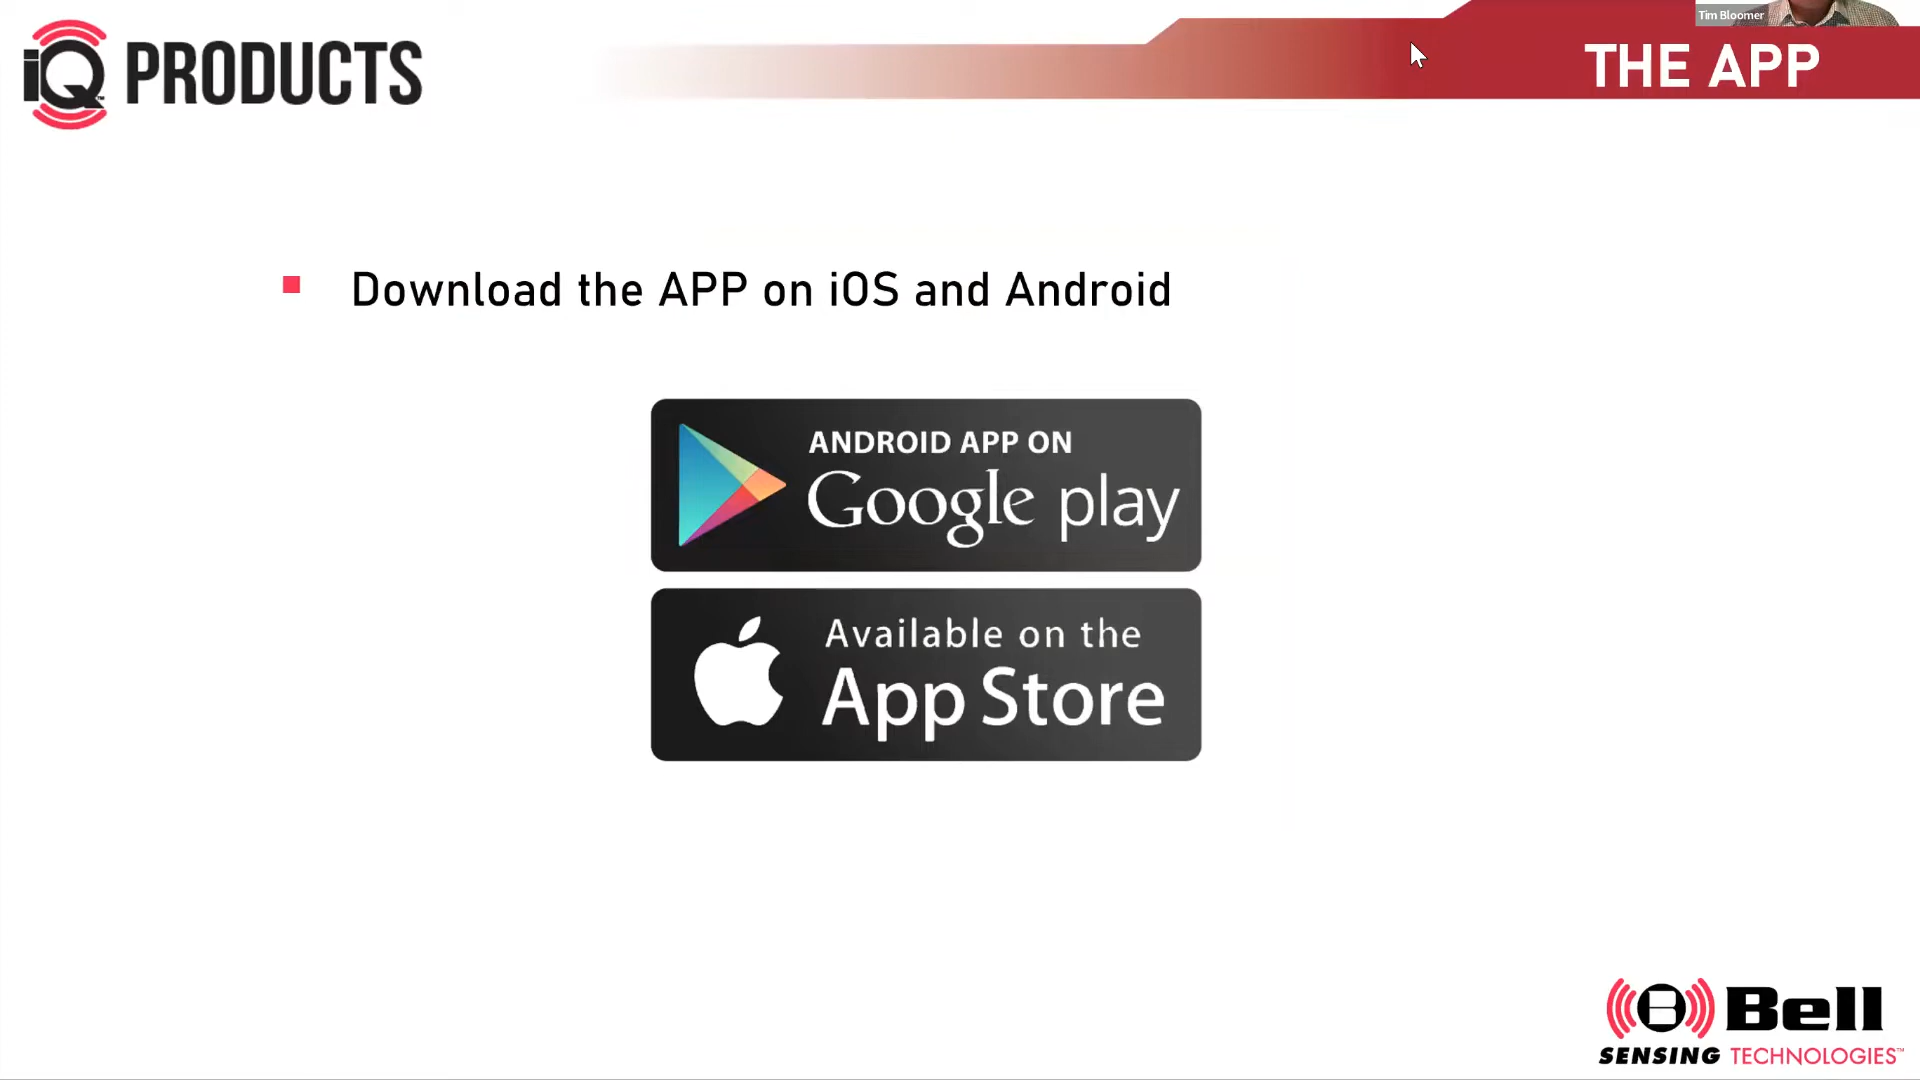 Tim Bloomer
iQ PRODUCTS
THE APP
Download the APP on iOS and Android
ANDROID APP ON
Google play
Available on the
App Store
Bell
SENSING TECHNOLOGIES™